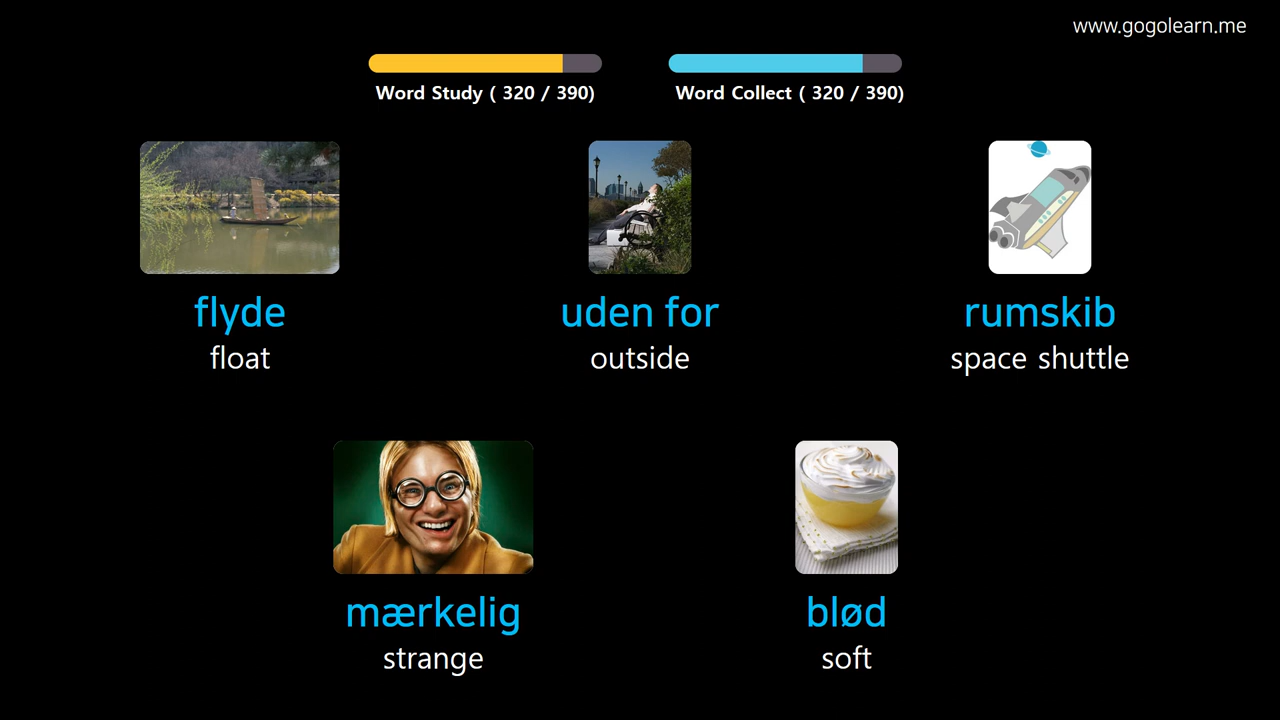 www.gogolearn.me
Word Study ( 320 / 390)
Word Collect ( 320 / 390)
flyde
float
uden for
outside
rumskib
space shuttle
mærkelig
strange
blød
soft